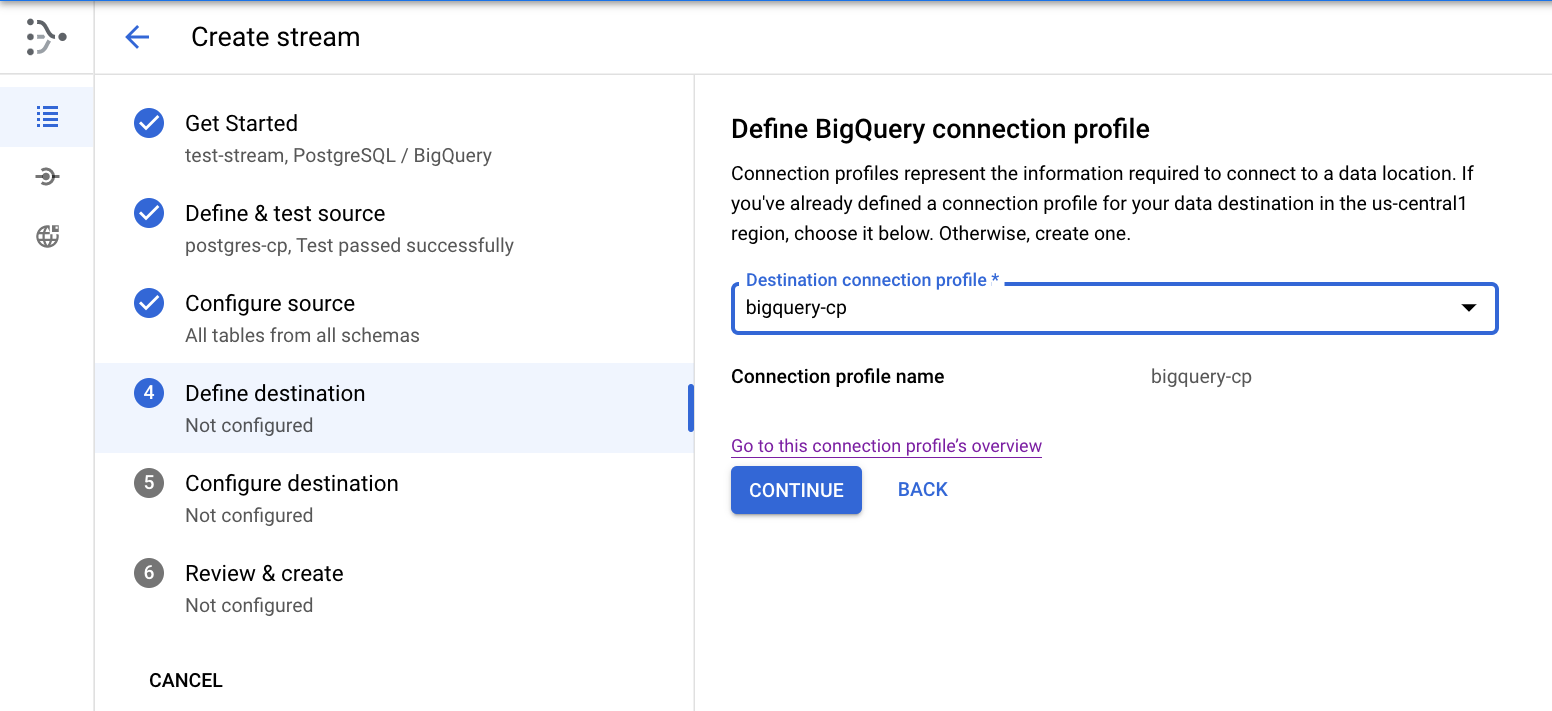 Create stream
Get Started
test-stream, PostgreSQL / BigQuery
Define & test source
postgres-cp, Test passed successfully
Configure source
All tables from all schemas
4
Define destination
Not configured
5
Configure destination
Not configured
6
Review & create
Not configured
CANCEL
Define BigQuery connection profile
Connection profiles represent the information required to connect to a data location. If
you've already defined a connection profile for your data destination in the us-central1
region, choose it below. Otherwise, create one.
Destination connection profile *
bigquery-cp
Connection profile name bigquery-cp
Go to this connection profile’s overview
CONTINUE BACK